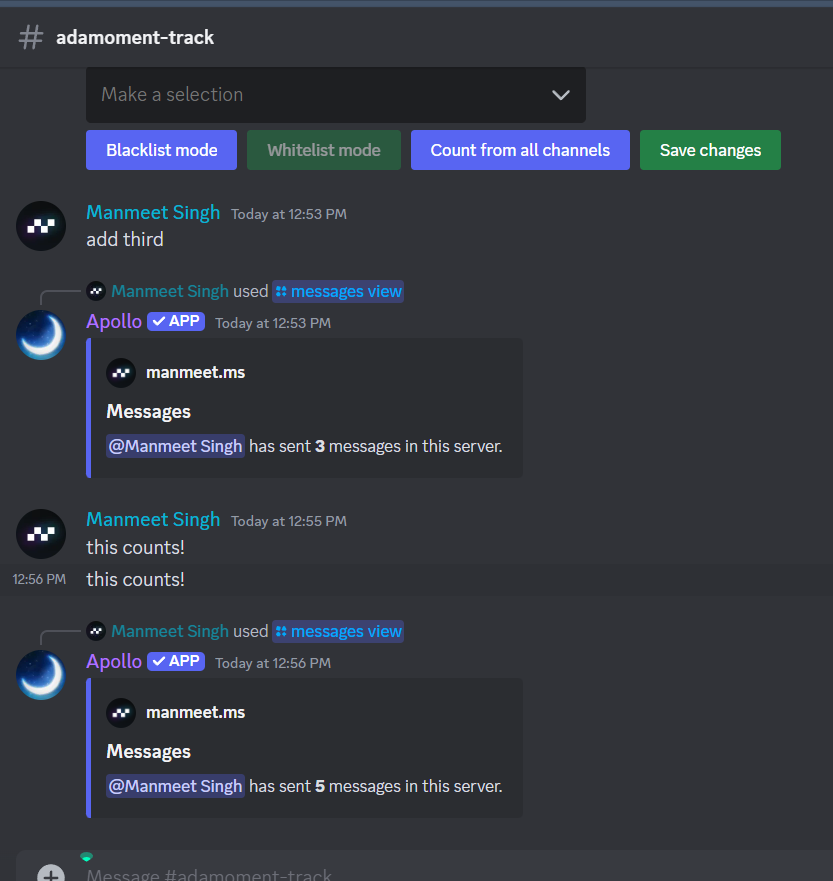 adamoment-track
Make a selection
Blacklist mode Whitelist mode Count from all channels Save changes
Manmeet Singh Today at 12:53 PM
add third
Manmeet Singh used messages view
Apollo APP Today at 12:53 PM
manmeet.ms
Messages
@Manmeet Singh has sent 3 messages in this server.
Manmeet Singh Today at 12:55 PM
this counts!
12:56 PM this counts!
Manmeet Singh used messages view
Apollo APP Today at 12:56 PM
manmeet.ms
Messages
@Manmeet Singh has sent 5 messages in this server.
Message #adamoment-track